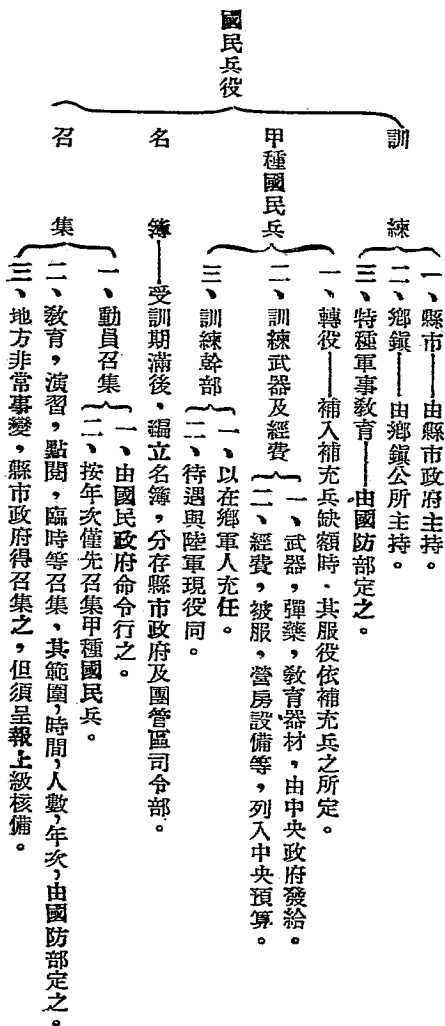 國民兵役
訓練
一、縣市——由縣市政府主持。
二、鄉鎮——由鄉鎮公所主持。
三、特種軍事教育——由國防部定之。
甲種國民兵
一、轉役——補入補充兵缺額時．其服役依補充兵之所定。
二、訓練武器及經費
一、武器，彈藥，敎育器材，由中央政府發給。
二、經費，被服，營房設備等，列入中央預算。
三、訓練幹部
一、以在鄉軍人充任。
二、待遇與陸軍現役同。
名簿——受訓期滿後，編立名簿，分存縣市政府及團管區司令部。
召集
一、動員召集
一、由國民政府命令行之。
二、按年次僅先召集甲種國民兵。
二、敎育，演習，點閱，臨時等召集，其範圍，時間，人數，年次，由國防部定之。
三、地方非常事變，縣市政府得召集之，但須呈報上級核備。